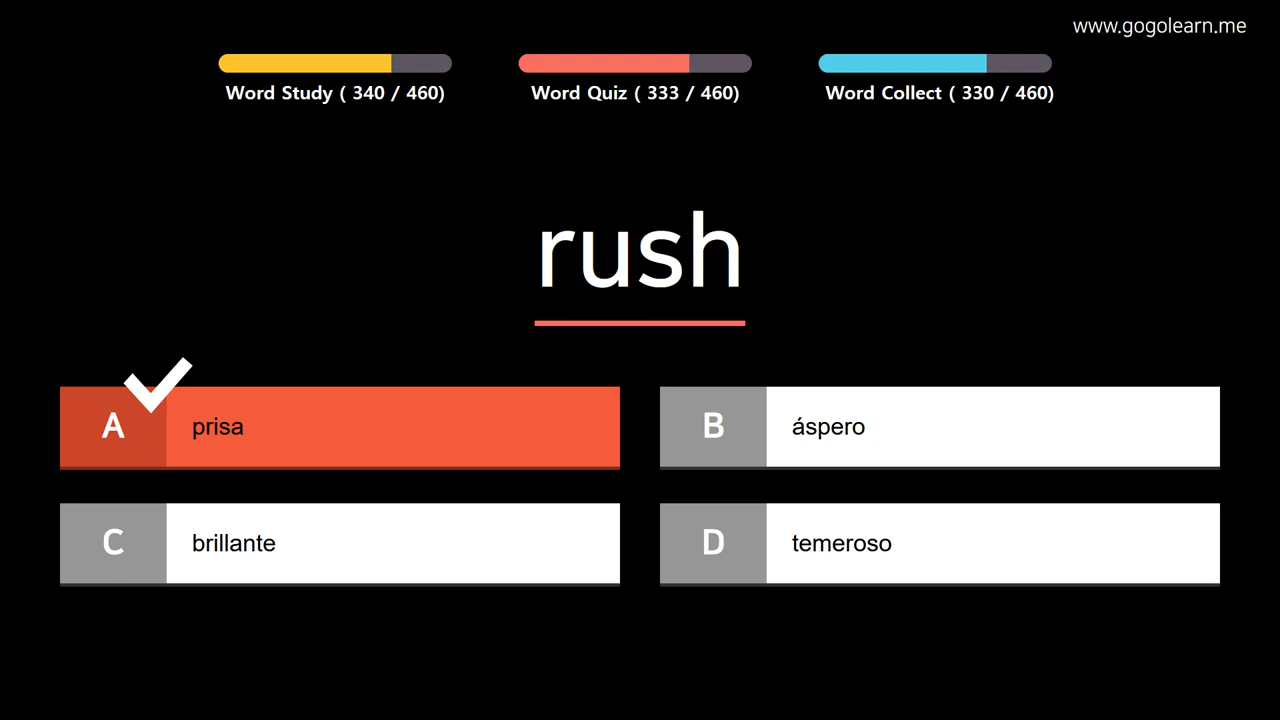 www.gogolearn.me
Word Study ( 340 / 460)
Word Quiz ( 333 / 460)
Word Collect ( 330 / 460)
rush
A prisa
B áspero
C brillante
D temeroso